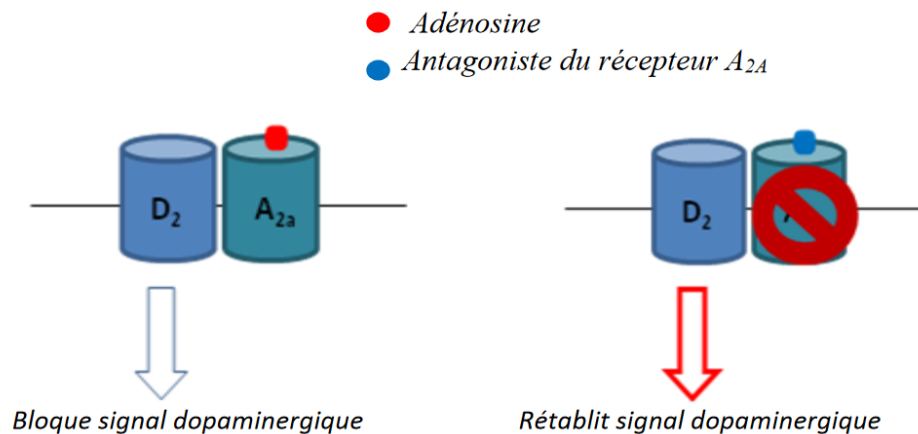 Adénosine
Antagoniste du récepteur A2A
D2
A2a
D2
Bloque signal dopaminergique
Rétablit signal dopaminergique